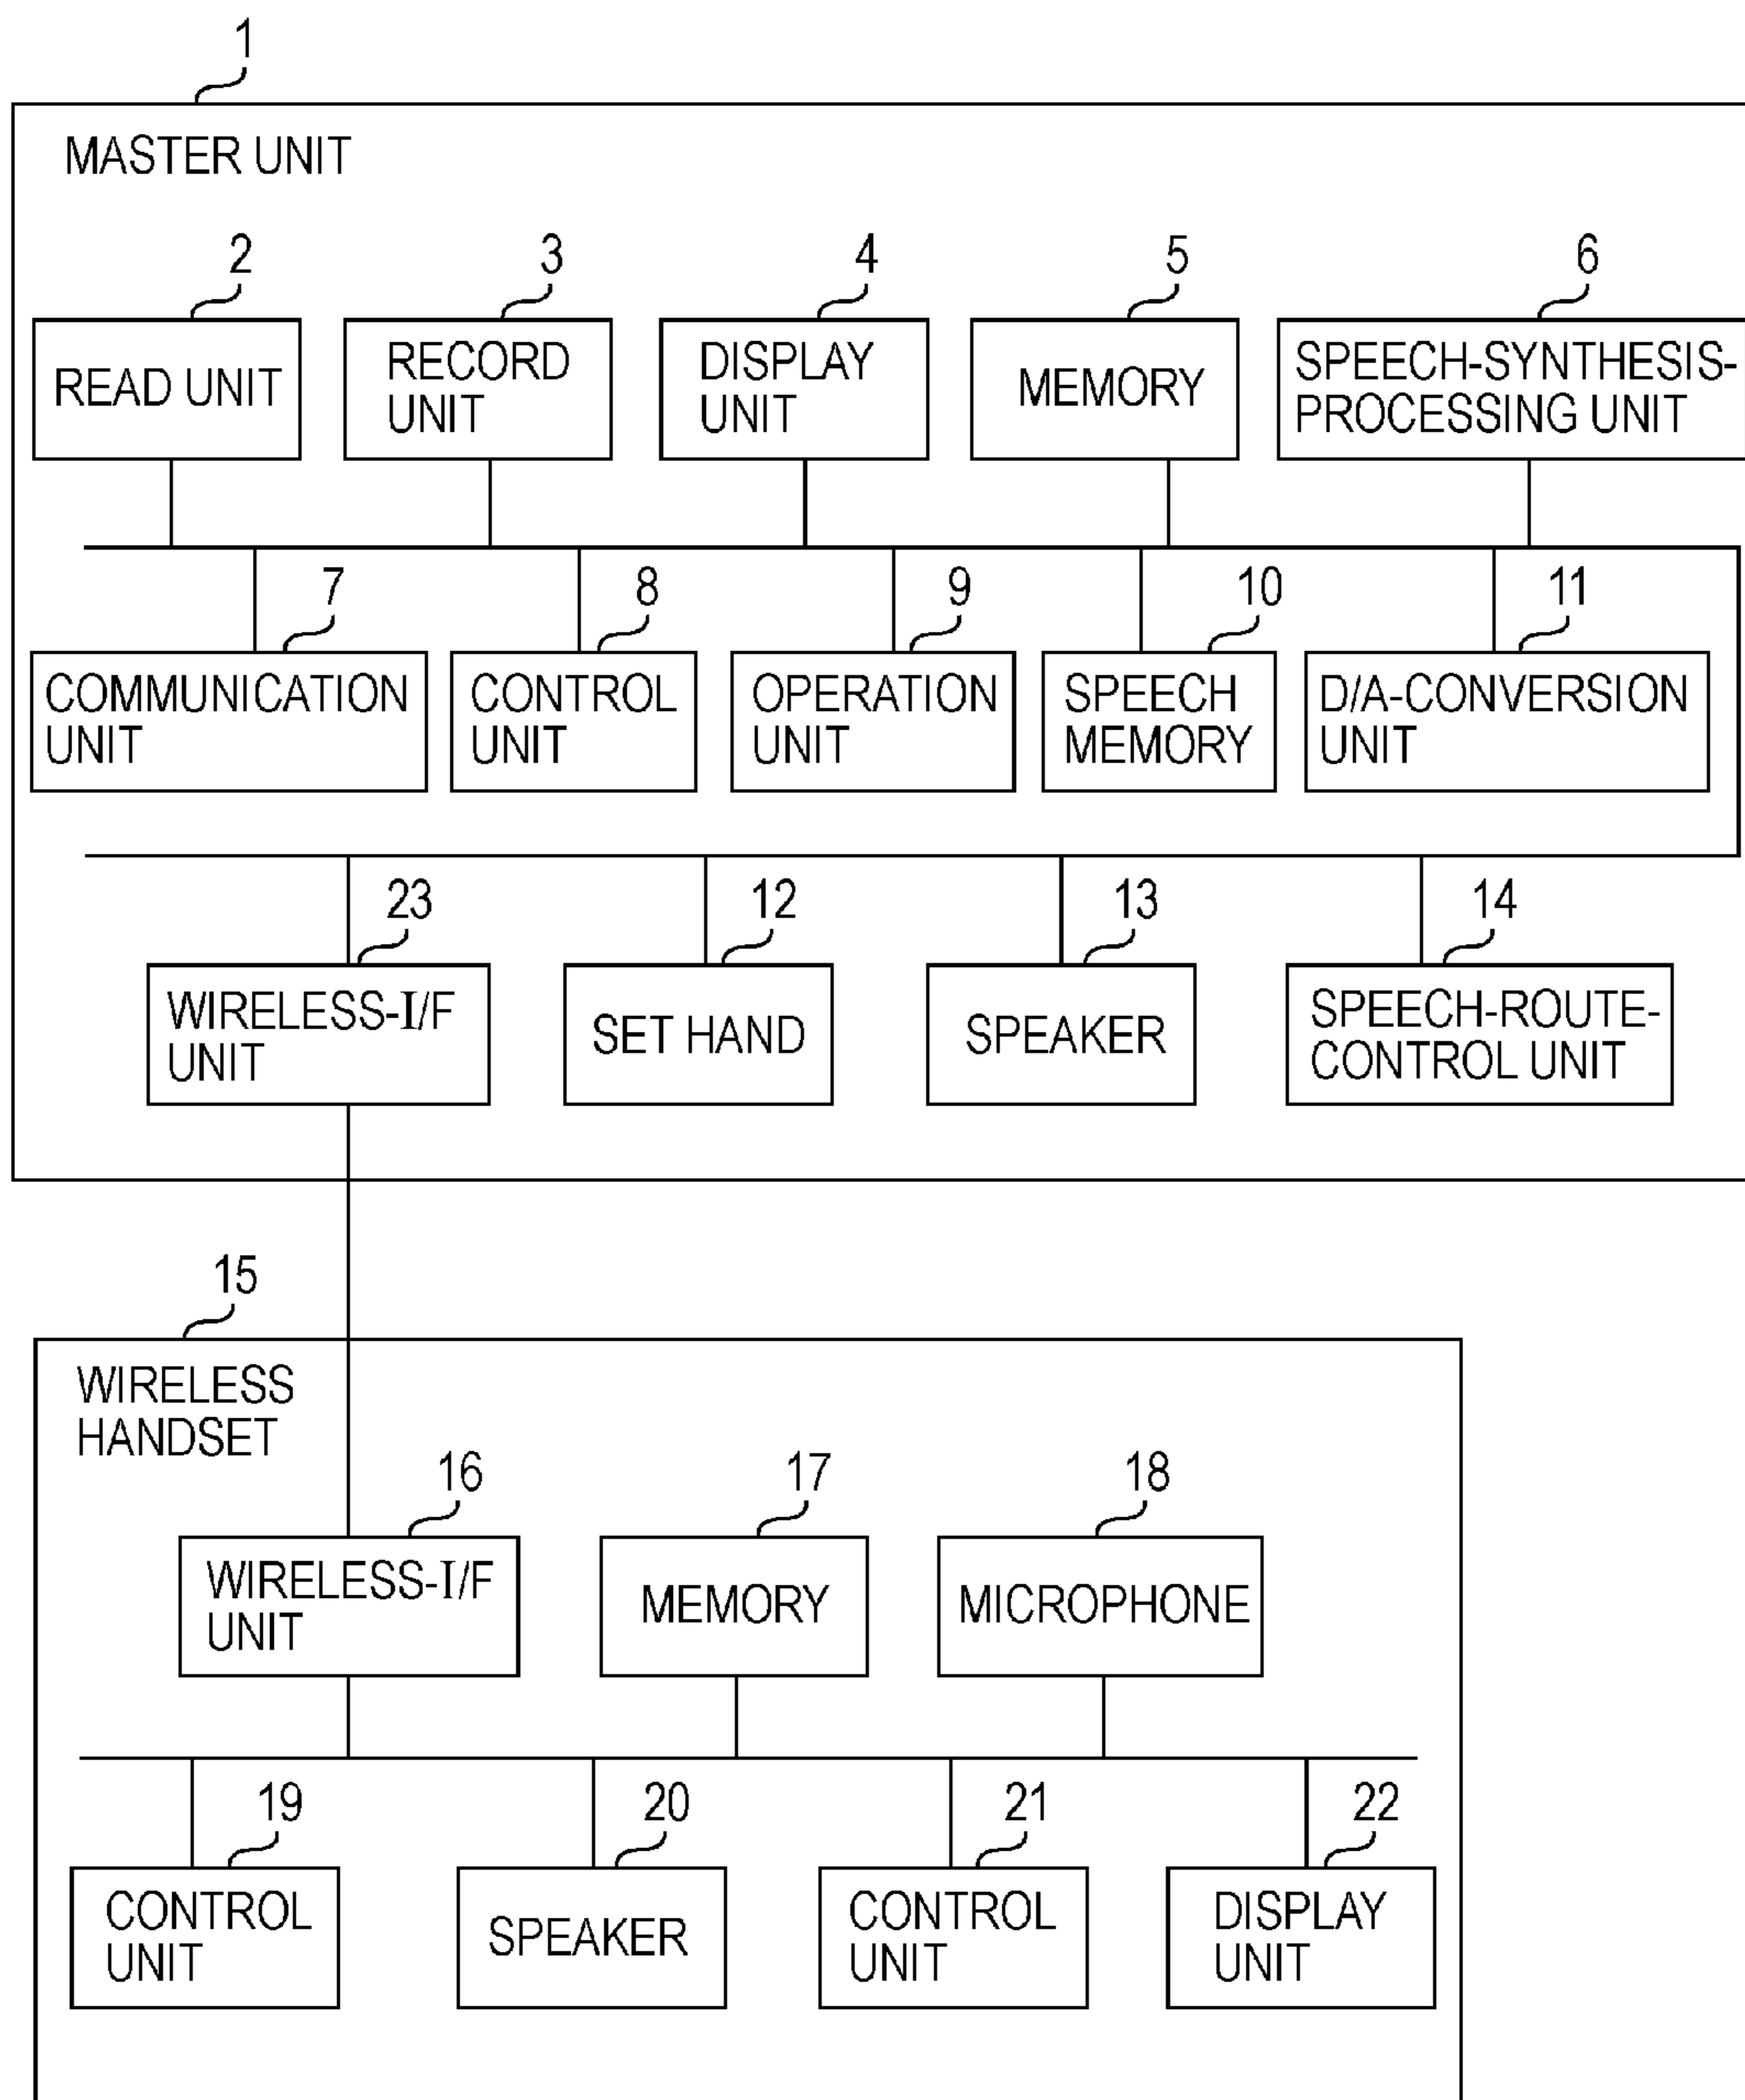 1
MASTER UNIT
2 3 4 5 6
READ UNIT
RECORD
UNIT
DISPLAY
UNIT
MEMORY
SPEECH-SYNTHESIS-
PROCESSING UNIT
7 8 9 10 11
COMMUNICATION
UNIT
CONTROL
UNIT
OPERATION
UNIT
SPEECH
MEMORY
D/A-CONVERSION
UNIT
23 12 13 14
WIRELESS-I/F
UNIT
SET HAND
SPEAKER
SPEECH-ROUTE-
CONTROL UNIT
15
WIRELESS
HANDSET
16 17 18
WIRELESS-I/F
UNIT
MEMORY
MICROPHONE
19 20 21 22
CONTROL
UNIT
SPEAKER
CONTROL
UNIT
DISPLAY
UNIT